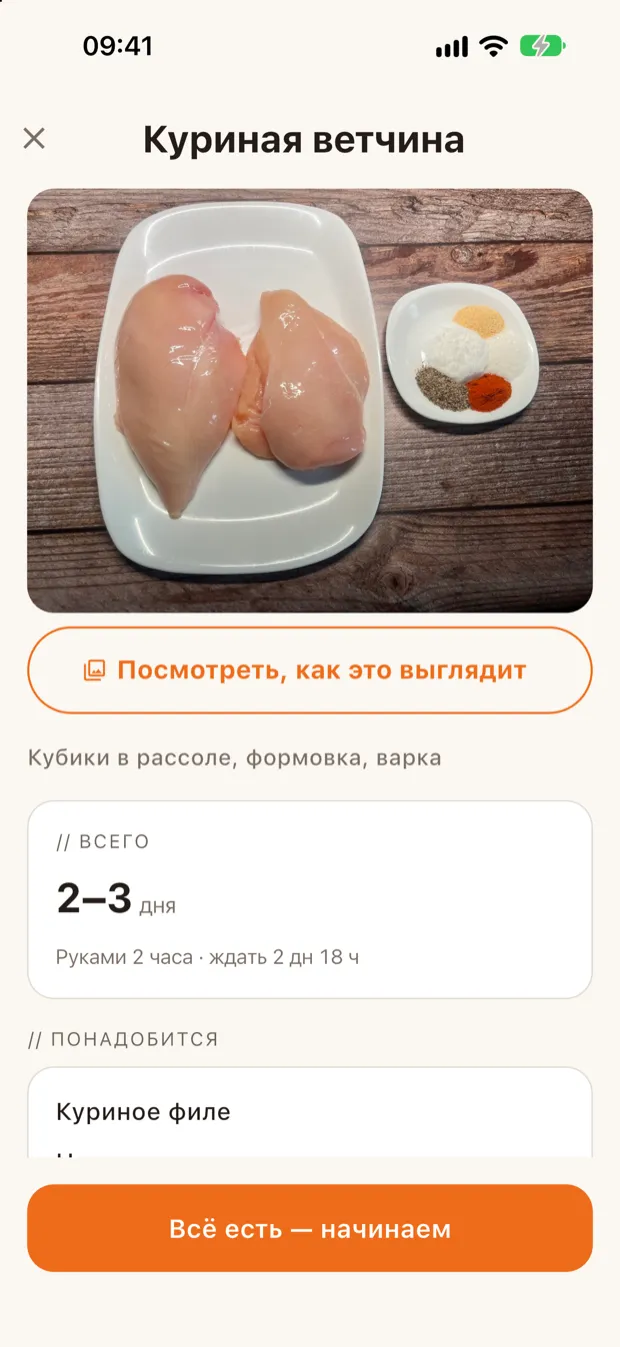 09:41
Куриная ветчина
Посмотреть, как это выглядит
Кубики в рассоле, формовка, варка
// ВСЕГО
2–3 дня
Руками 2 часа · ждать 2 дн 18 ч
// ПОНАДОБИТСЯ
Куриное филе
Всё есть — начинаем